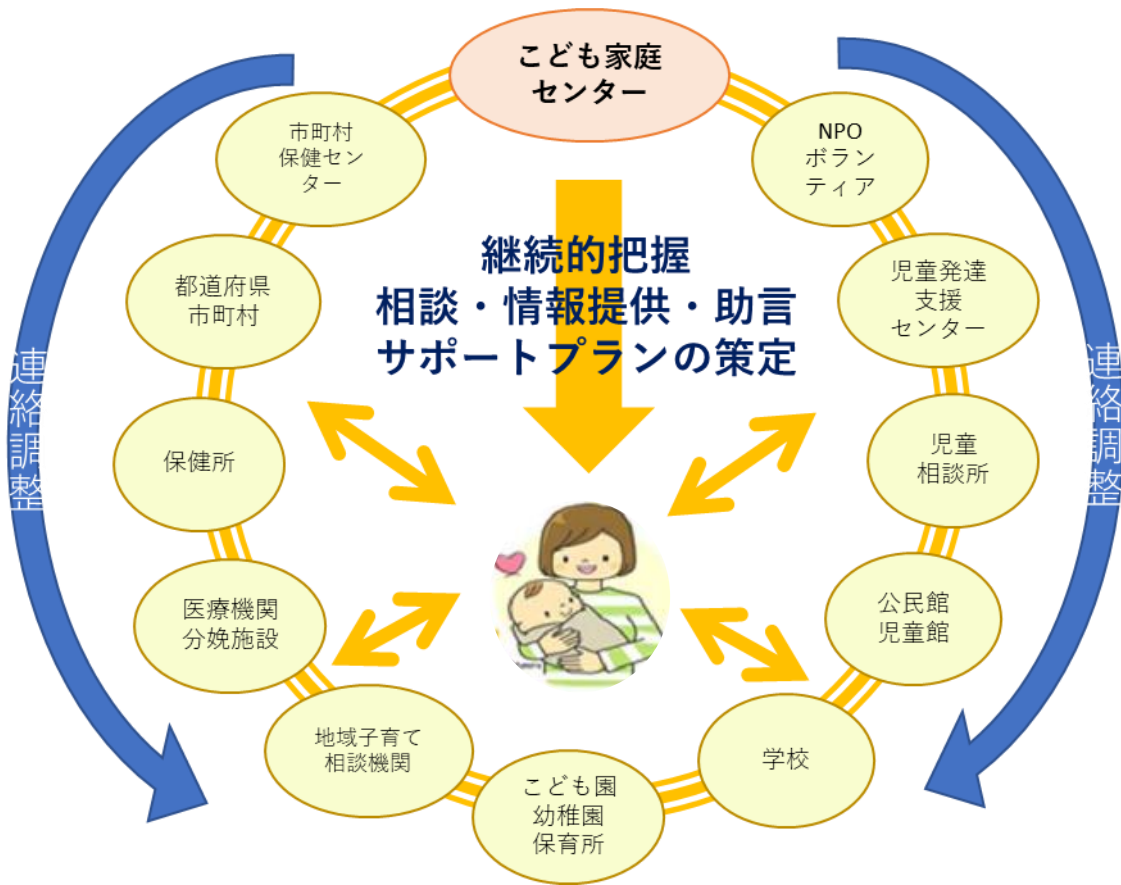 こども家庭
センター
市町村
保健セン
ター
NPO
ボラン
ティア
継続的把握
相談・情報提供・助言
サポートプランの策定
都道府県
市町村
児童発達
支援
センター
連絡調整
連絡調整
保健所
児童
相談所
医療機関
分娩施設
公民館
児童館
地域子育て
相談機関
学校
こども園
幼稚園
保育所